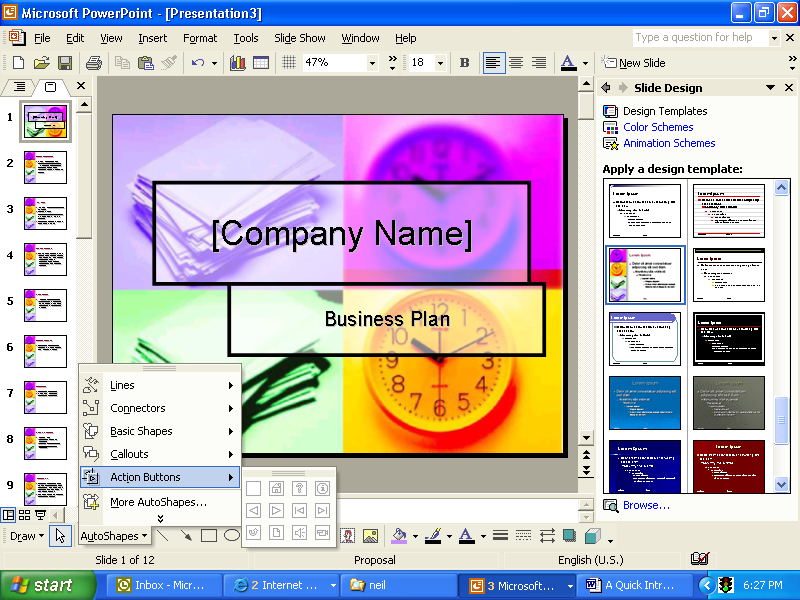 Microsoft PowerPoint - [Presentation3]
File Edit View Insert Format Tools Slide Show Window Help
Type a question for help
47% 18 B A New Slide
Slide Design
Design Templates
Color Schemes
Animation Schemes
Apply a design template:
1
2
3
4
5
6
7
8
9
[Company Name]
Business Plan
Lines
Connectors
Basic Shapes
Callouts
Action Buttons
More AutoShapes...
Browse...
Draw AutoShapes A
Slide 1 of 12 Proposal English (U.S.)
start Inbox - Micr... 2 Internet ... neil 3 Microsoft... A Quick Intr... 6:27 PM